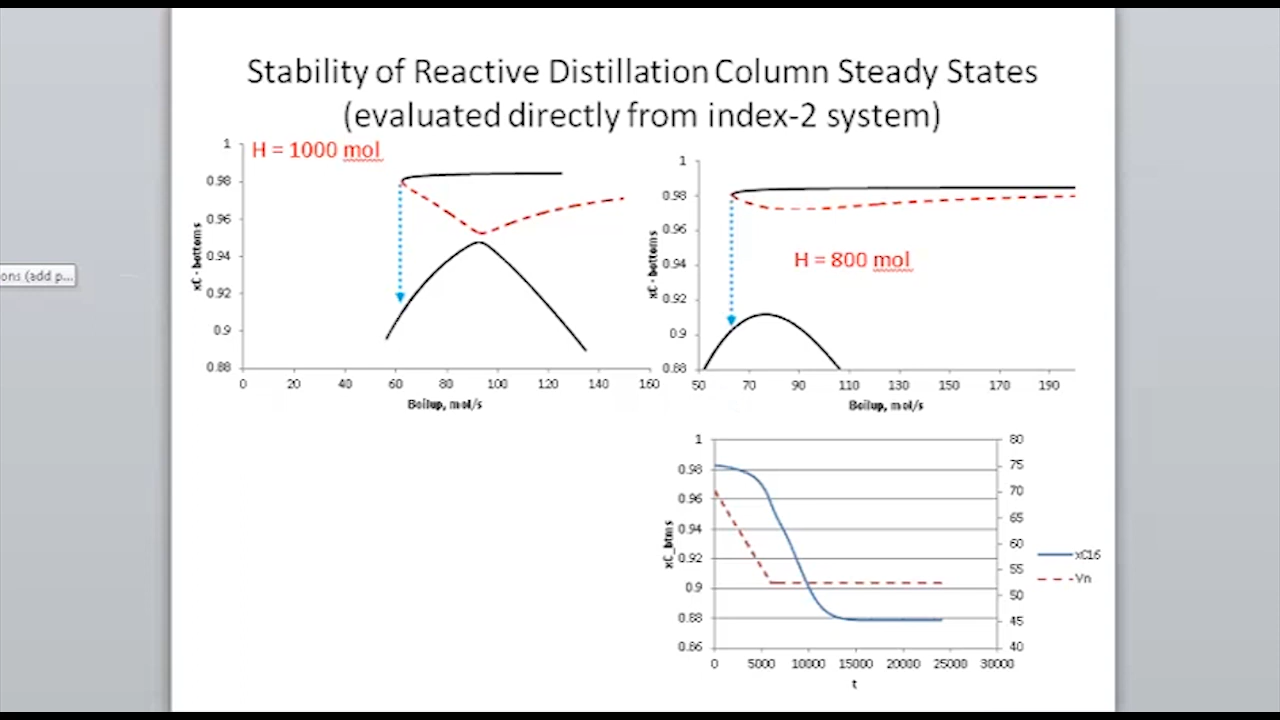 Stability of Reactive Distillation Column Steady States
(evaluated directly from index-2 system)
H = 1000 mol
1
0.98
0.96
0.94
0.92
0.9
0.88
xC - bottoms
0 20 40 60 80 100 120 140 160
Boilup, mol/s
H = 800 mol
1
0.98
0.96
0.94
0.92
0.9
0.88
xC - bottoms
50 70 90 110 130 150 170 190
Boilup, mol/s
ons (add p...
1
0.98
0.96
0.94
0.92
0.9
0.88
0.86
xC_btms
80
75
70
65
60
55
50
45
40
xC16
Vn
0 5000 10000 15000 20000 25000 30000
t